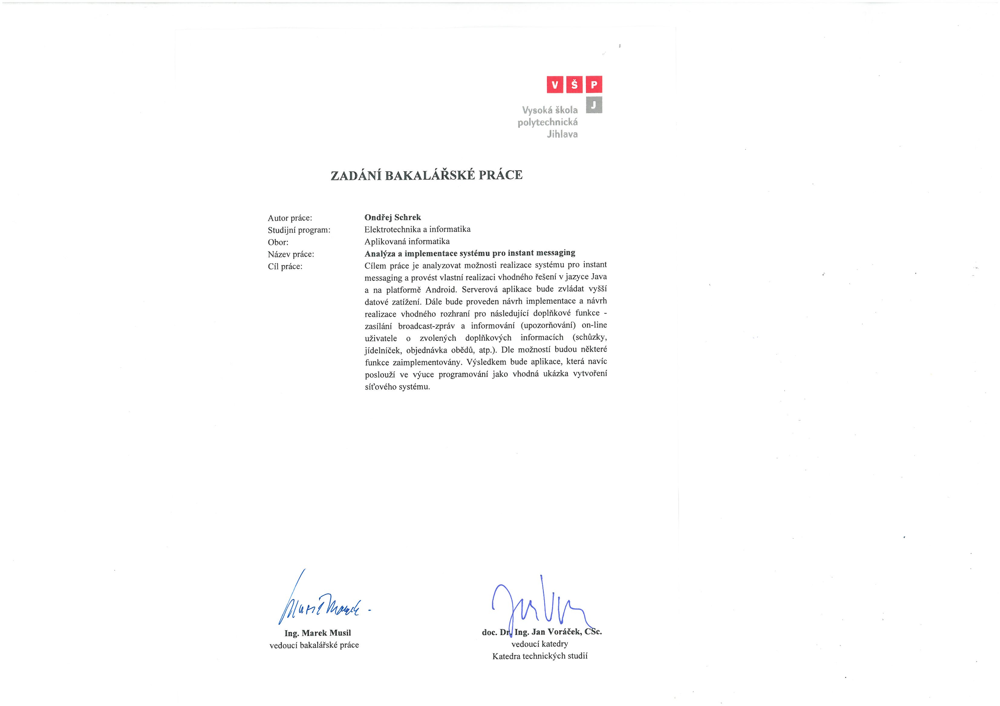 V Š P
J
Vysoká škola
polytechnická
Jihlava
ZADÁNÍ BAKALÁŘSKÉ PRÁCE
Autor práce: Ondřej Schrek
Studijní program: Elektrotechnika a informatika
Obor: Aplikovaná informatika
Název práce: Analýza a implementace systému pro instant messaging
Cíl práce: Cílem práce je analyzovat možnosti realizace systému pro instant
messaging a provést vlastní realizaci vhodného řešení v jazyce Java
a na platformě Android. Serverová aplikace bude zvládat vyšší
datové zatížení. Dále bude proveden návrh implementace a návrh
realizace vhodného rozhraní pro následující doplňkové funkce -
zasílání broadcast-zpráv a informování (upozorňování) on-line
uživatele o zvolených doplňkových informacích (schůzky,
jídelníček, objednávka obědů, atp.). Dle možností budou některé
funkce zaimplementovány. Výsledkem bude aplikace, která navíc
poslouží ve výuce programování jako vhodná ukázka vytvoření
síťového systému.
Musil Marek
Ing. Marek Musil
vedoucí bakalářské práce
doc. Dr. Ing. Jan Voráček, CSc.
vedoucí katedry
Katedra technických studií